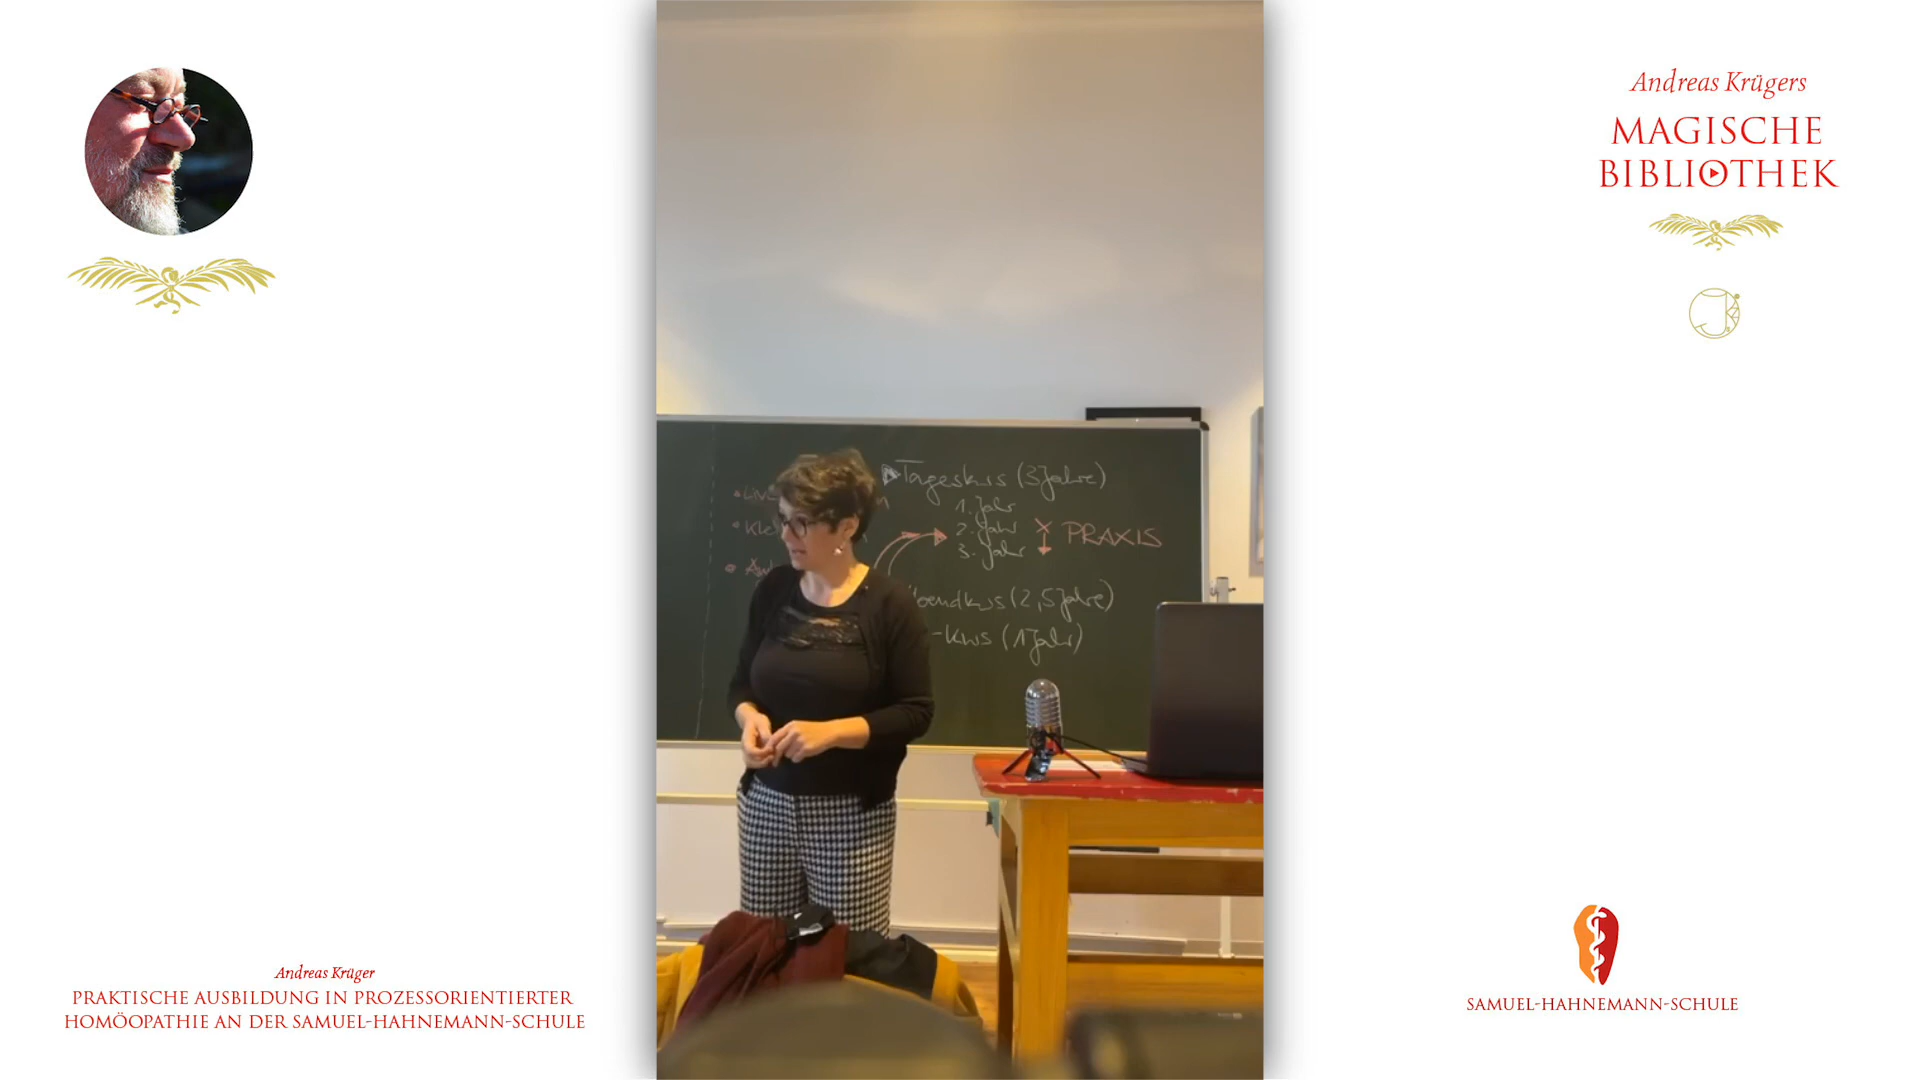 Andreas Krügers
MAGISCHE
BIBLIOTHEK
Tageskurs (3 Jahre)
1. Jahr
2. Jahr
3. Jahr
x PRAXIS
bendkurs (2,5 Jahre)
-Kurs (1 Jahr)
Andreas Krüger
PRAKTISCHE AUSBILDUNG IN PROZESSORIENTIERTER
HOMÖOPATHIE AN DER SAMUEL-HAHNEMANN-SCHULE
SAMUEL-HAHNEMANN-SCHULE